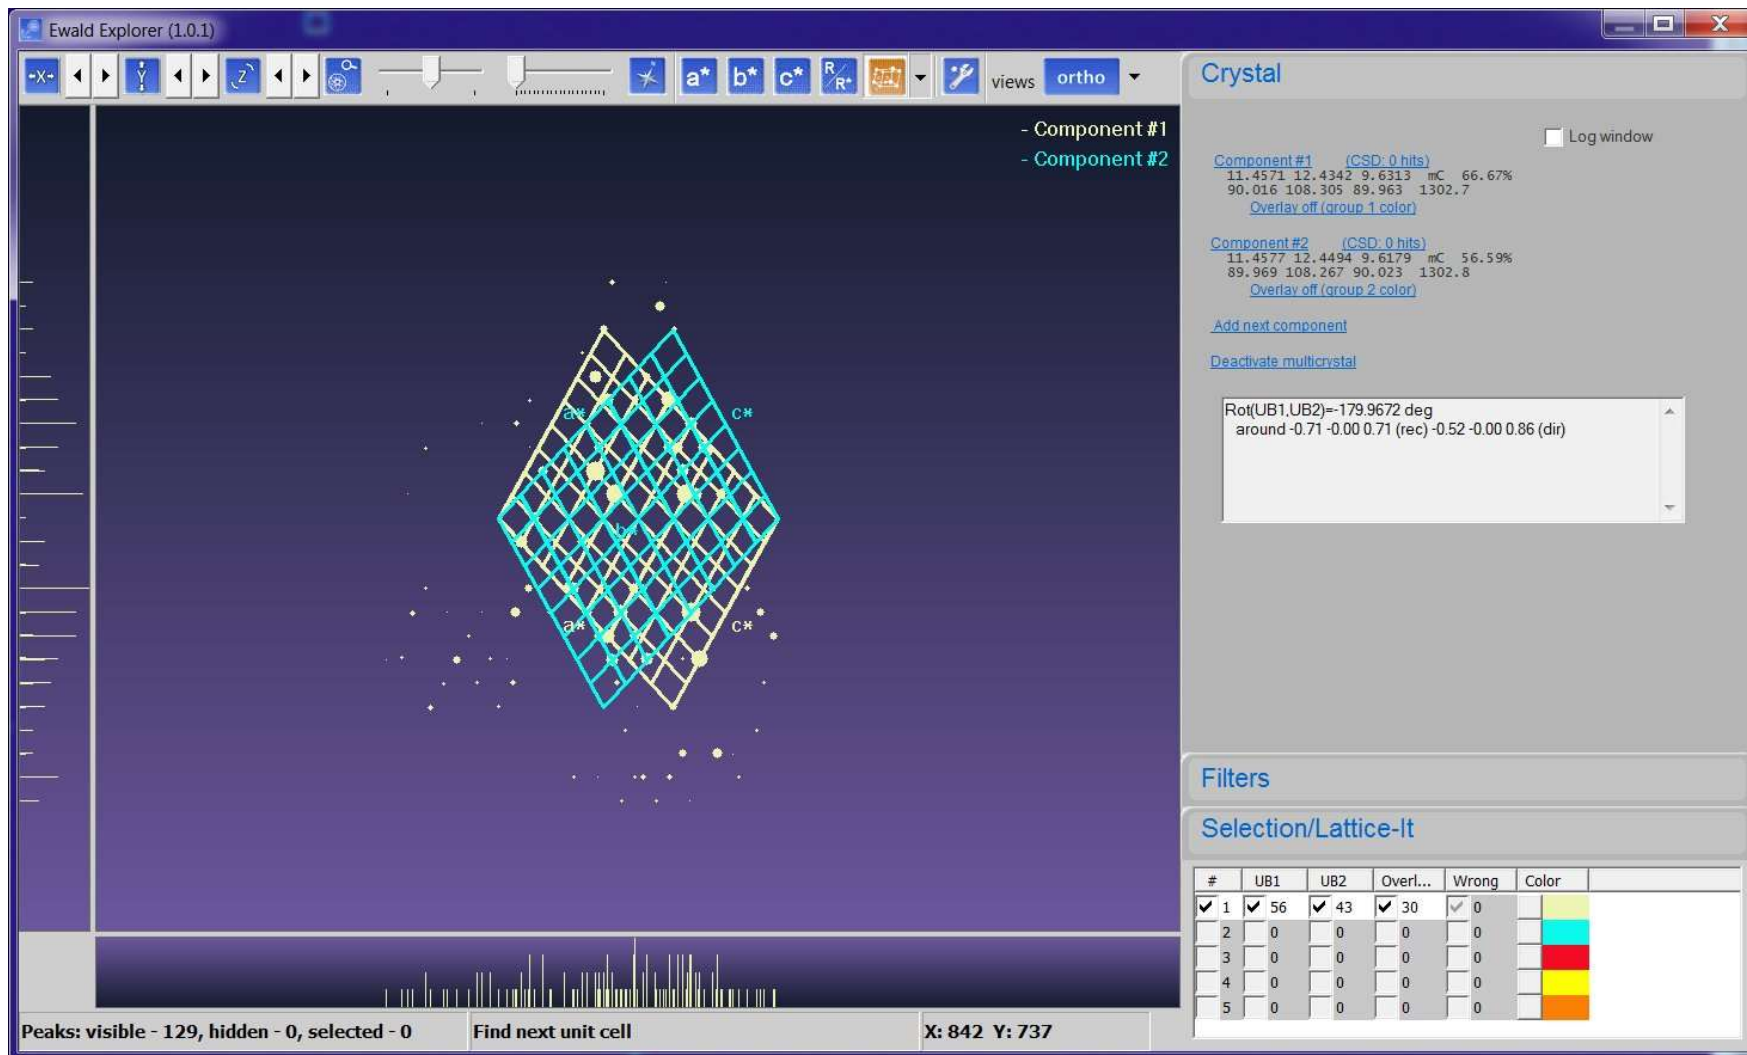 Ewald Explorer (1.0.1)
X Y Z a* b* c* R/R* views ortho
Crystal
- Component #1
- Component #2
Log window
Component #1 (CSD: 0 hits)
11.4571 12.4342 9.6313 mC 66.67%
90.016 108.305 89.963 1302.7
Overlay off (group 1 color)
Component #2 (CSD: 0 hits)
11.4577 12.4494 9.6179 mC 56.59%
89.969 108.267 90.023 1302.8
Overlay off (group 2 color)
Add next component
Deactivate multicrystal
Rot(UB1,UB2)=-179.9672 deg
around -0.71 -0.00 0.71 (rec) -0.52 -0.00 0.86 (dir)
a* c*
b*
a* c*
Filters
Selection/Lattice-It
# UB1 UB2 Overl... Wrong Color
1 56 43 30 0
2 0 0 0 0
3 0 0 0 0
4 0 0 0 0
5 0 0 0 0
Peaks: visible - 129, hidden - 0, selected - 0 Find next unit cell X: 842 Y: 737